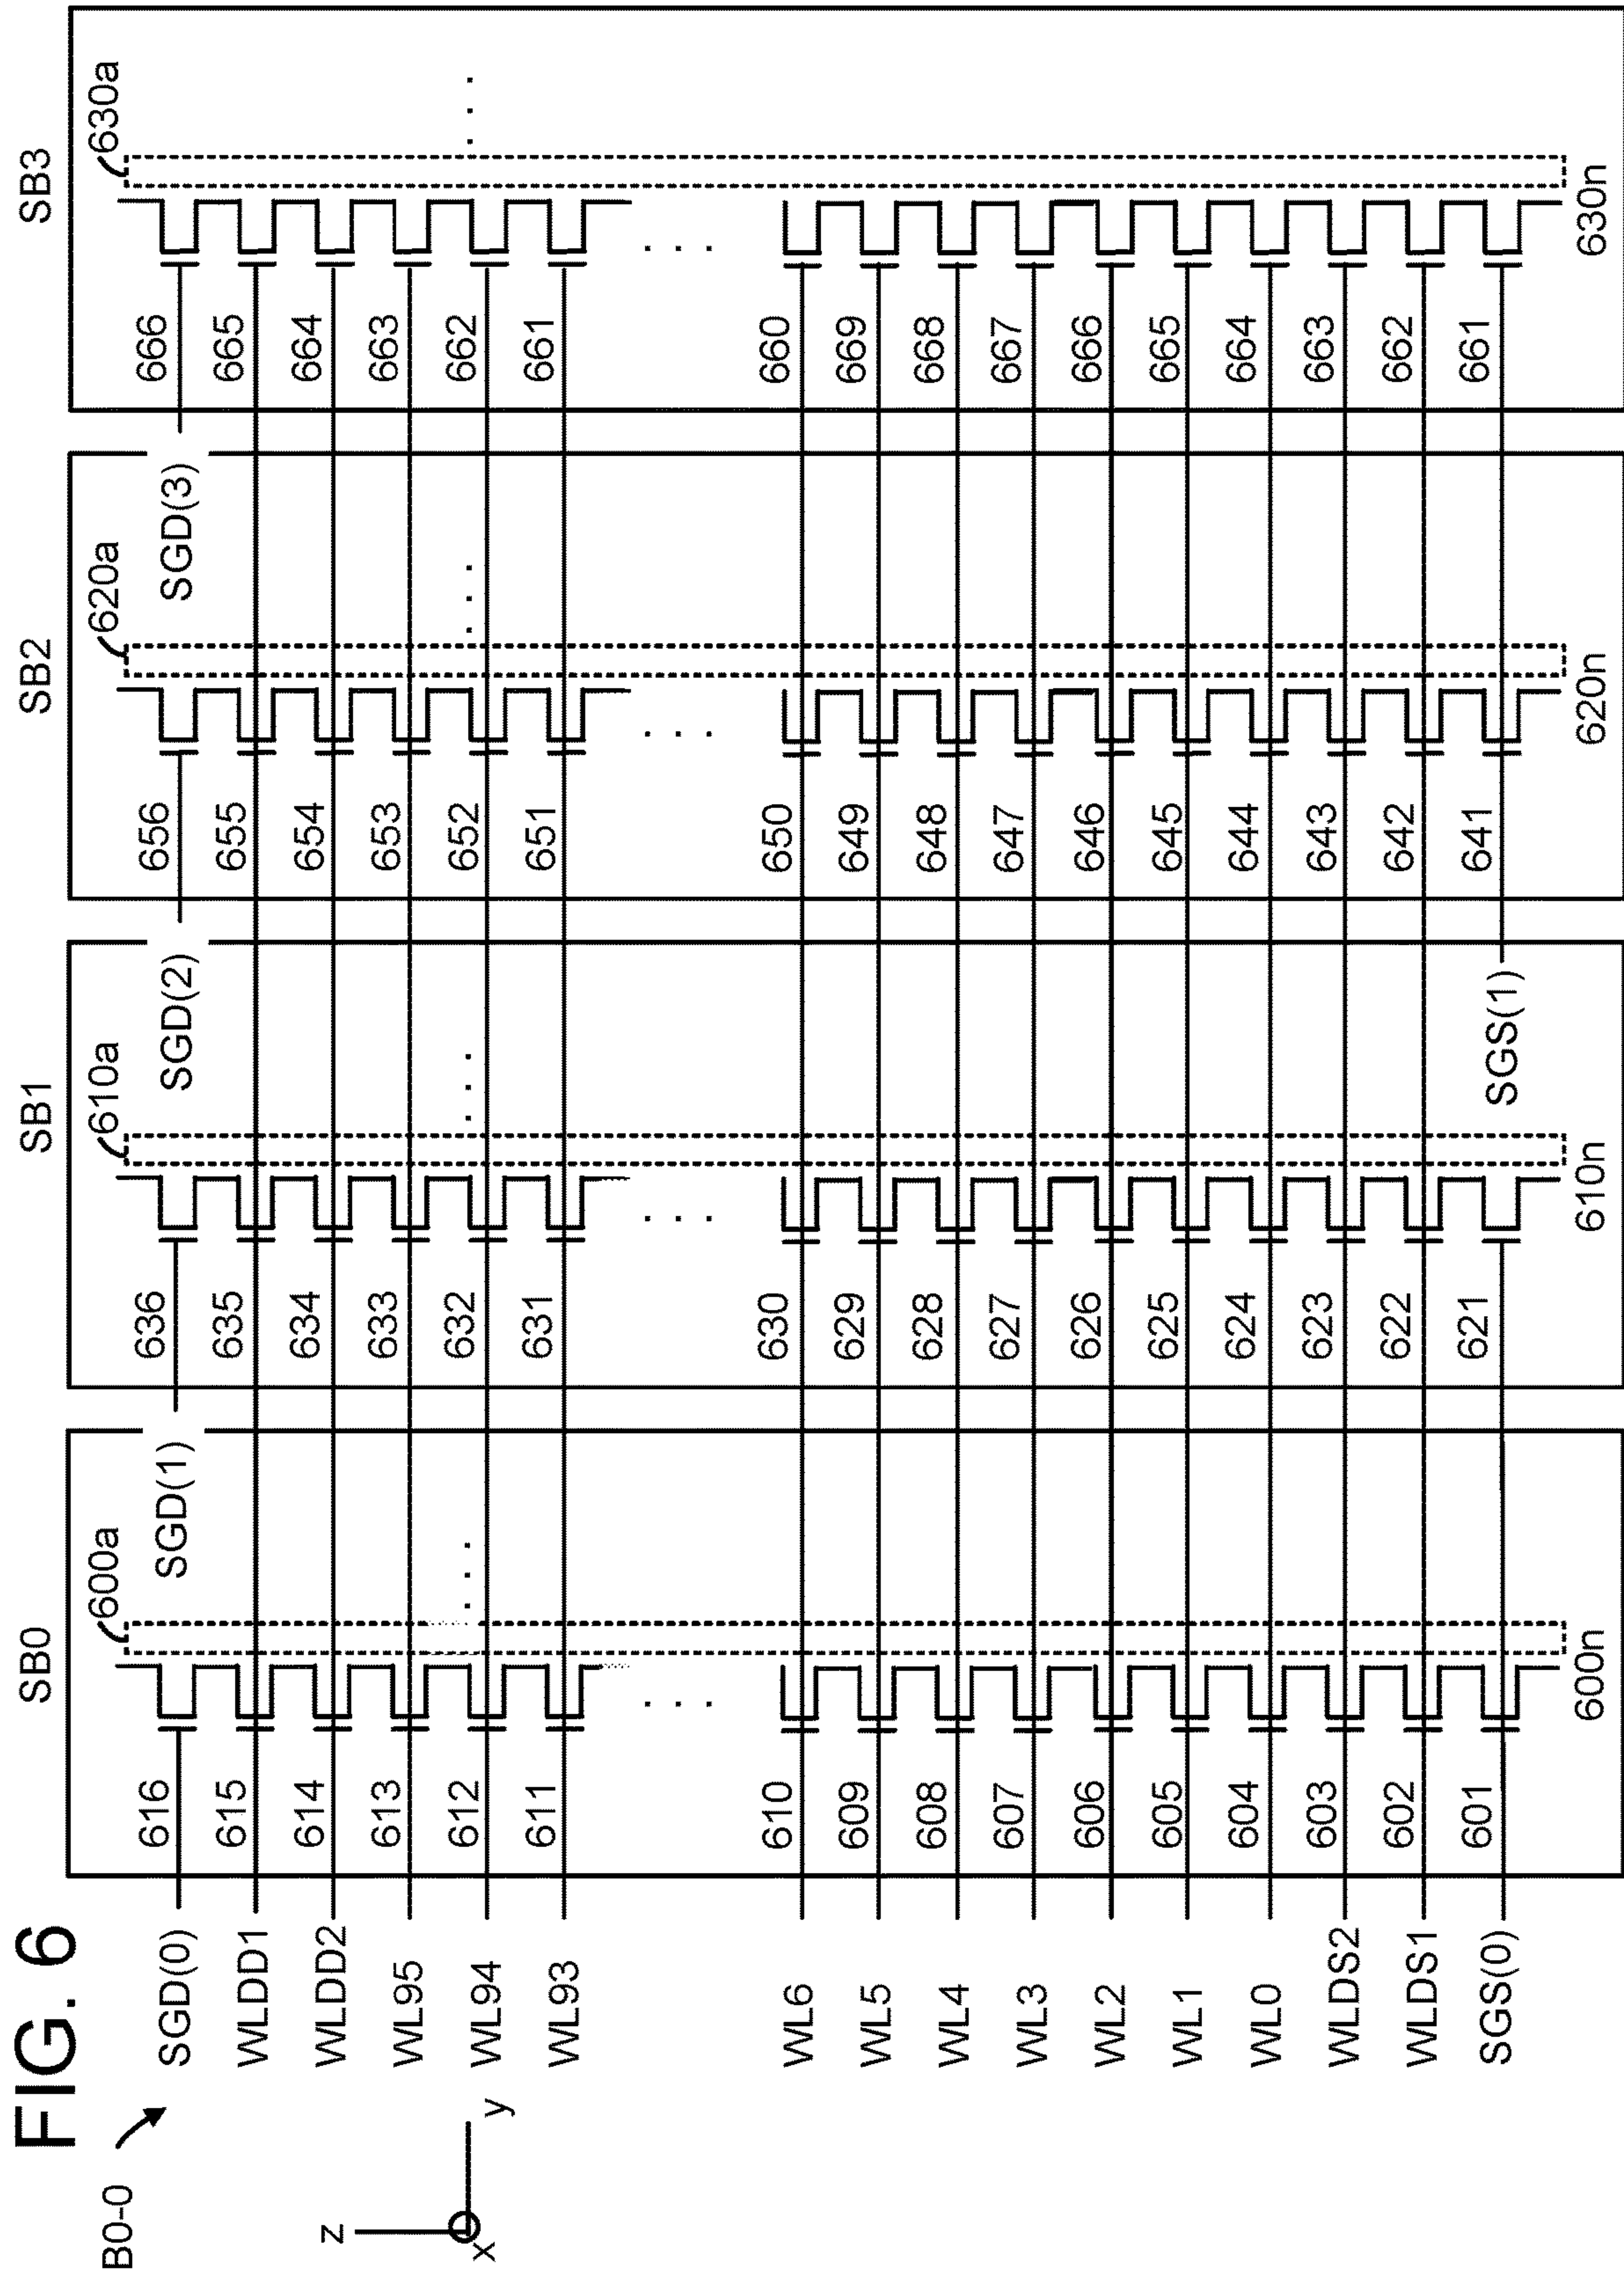 FIG. 6
B0-0
z
y
x
SB0
SB1
SB2
SB3
600a
610a
620a
630a
SGD(0)
616
SGD(1)
636
SGD(2)
656
SGD(3)
666
WLDD1
615
635
655
665
WLDD2
614
634
654
664
WL95
613
633
653
663
WL94
612
632
652
662
WL93
611
631
651
661
WL6
610
630
650
660
WL5
609
629
649
669
WL4
608
628
648
668
WL3
607
627
647
667
WL2
606
626
646
666
WL1
605
625
645
665
WL0
604
624
644
664
WLDS2
603
623
643
663
WLDS1
602
622
642
662
SGS(0)
601
621
SGS(1)
641
661
600n
610n
620n
630n